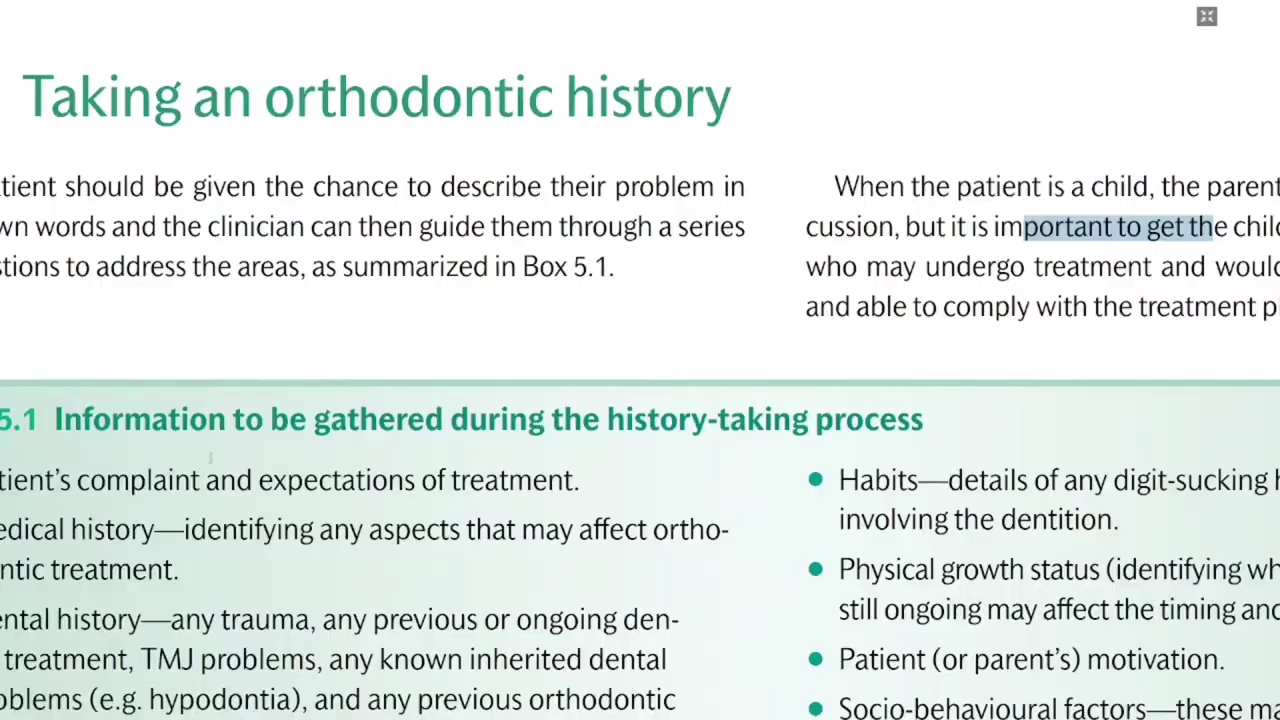 Taking an orthodontic history
tient should be given the chance to describe their problem in
wn words and the clinician can then guide them through a series
stions to address the areas, as summarized in Box 5.1.
When the patient is a child, the parent
cussion, but it is important to get the chil
who may undergo treatment and would
and able to comply with the treatment p
5.1 Information to be gathered during the history-taking process
tient’s complaint and expectations of treatment.
edical history—identifying any aspects that may affect ortho-
ntic treatment.
ental history—any trauma, any previous or ongoing den-
treatment, TMJ problems, any known inherited dental
oblems (e.g. hypodontia), and any previous orthodontic
• Habits—details of any digit-sucking h
involving the dentition.
• Physical growth status (identifying wh
still ongoing may affect the timing and
• Patient (or parent’s) motivation.
• Socio-behavioural factors—these ma